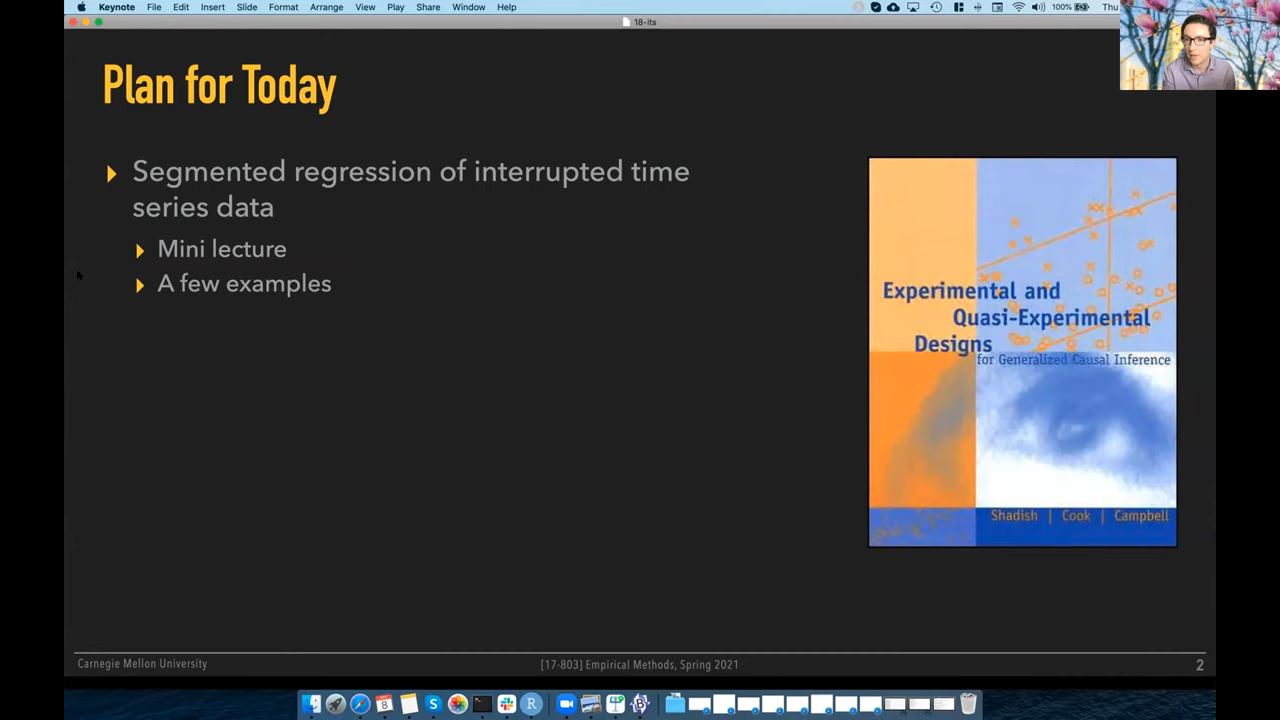 Keynote File Edit Insert Slide Format Arrange View Play Share Window Help 100% Thu
18-its
Plan for Today
Segmented regression of interrupted time
series data
Mini lecture
A few examples
Experimental and
Quasi-Experimental
Designs
for Generalized Causal Inference
Shadish | Cook | Campbell
Carnegie Mellon University
[17-803] Empirical Methods, Spring 2021
2
8
S
R